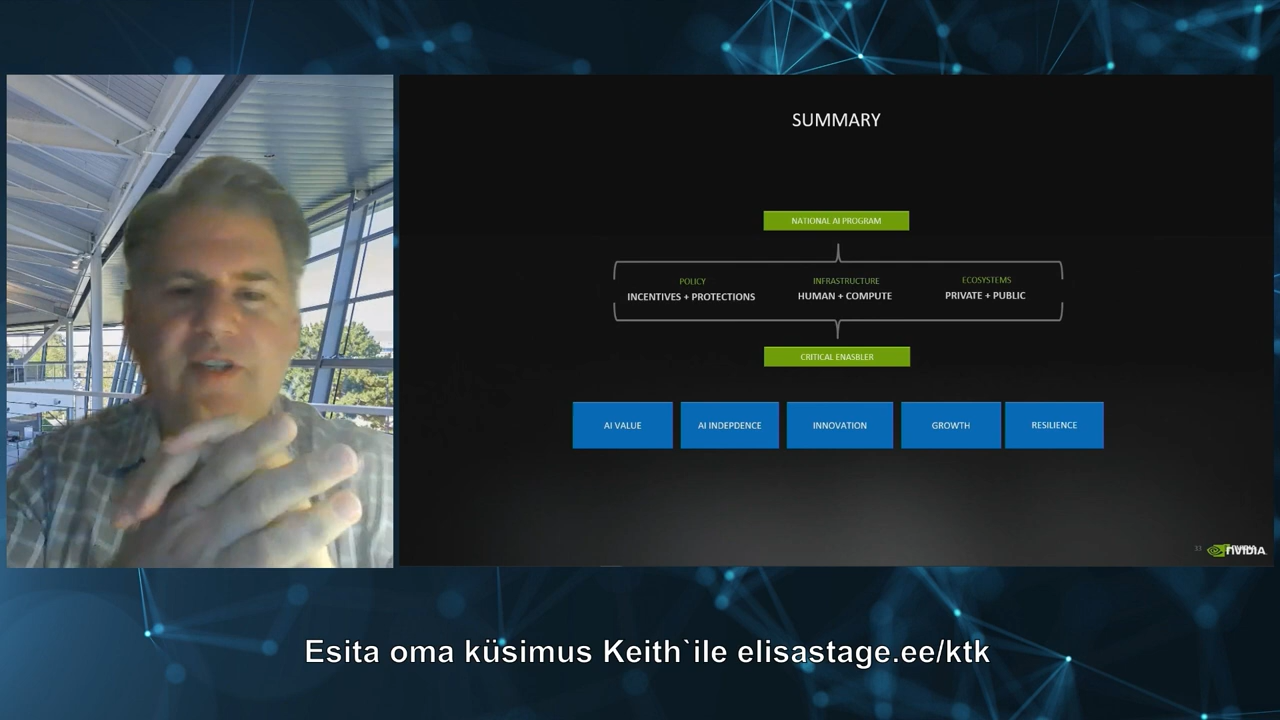 SUMMARY
NATIONAL AI PROGRAM
POLICY
INCENTIVES + PROTECTIONS
INFRASTRUCTURE
HUMAN + COMPUTE
ECOSYSTEMS
PRIVATE + PUBLIC
CRITICAL ENASBLER
AI VALUE
AI INDEPDENCE
INNOVATION
GROWTH
RESILIENCE
33
NVIDIA
Esita oma küsimus Keith`ile elisastage.ee/ktk